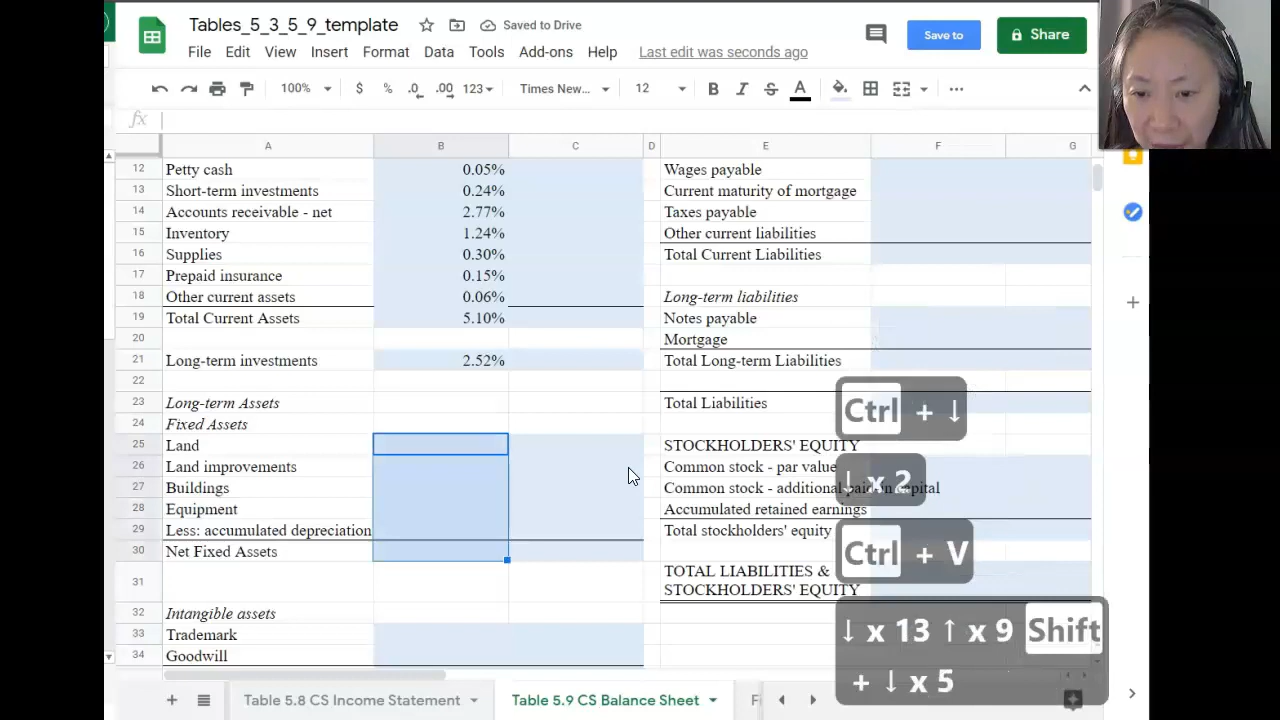 Tables_5_3_5_9_template
Saved to Drive
File Edit View Insert Format Data Tools Add-ons Help Last edit was seconds ago
Save to
Share
100% $ % .0 .00 123 Times New... 12 B I S A
fx
A B C D E F G
12 Petty cash 0.05% Wages payable
13 Short-term investments 0.24% Current maturity of mortgage
14 Accounts receivable - net 2.77% Taxes payable
15 Inventory 1.24% Other current liabilities
16 Supplies 0.30% Total Current Liabilities
17 Prepaid insurance 0.15%
18 Other current assets 0.06% Long-term liabilities
19 Total Current Assets 5.10% Notes payable
20 Mortgage
21 Long-term investments 2.52% Total Long-term Liabilities
22
23 Long-term Assets Total Liabilities
24 Fixed Assets
25 Land STOCKHOLDERS' EQUITY
26 Land improvements Common stock - par value
27 Buildings Common stock - additional paid-in capital
28 Equipment Accumulated retained earnings
29 Less: accumulated depreciation Total stockholders' equity
30 Net Fixed Assets
31 TOTAL LIABILITIES &
STOCKHOLDERS' EQUITY
32 Intangible assets
33 Trademark
34 Goodwill
Ctrl + ↓
↓ x 2
Ctrl + V
↓ x 13 ↑ x 9 Shift
+ ↓ x 5
Table 5.8 CS Income Statement
Table 5.9 CS Balance Sheet